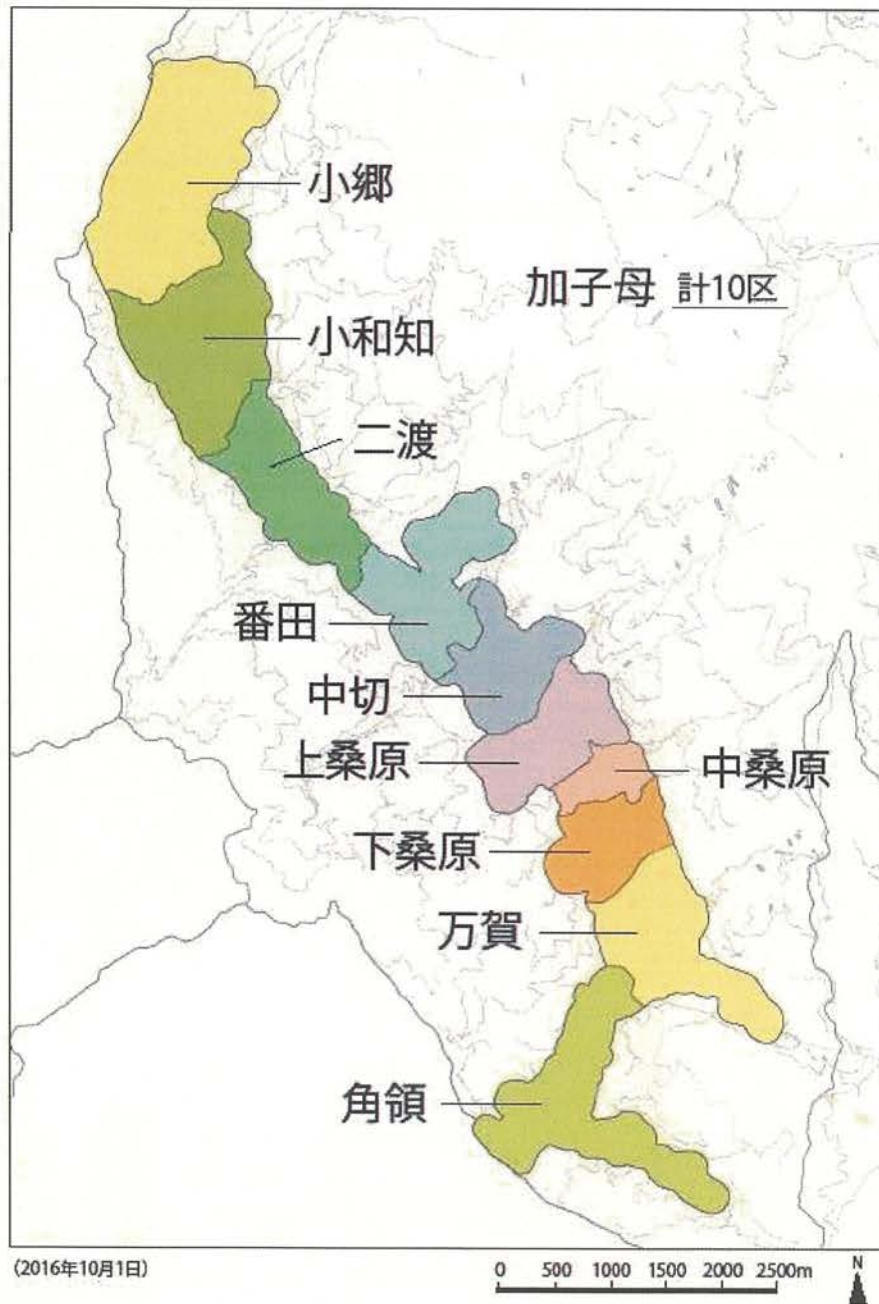 小郷
加子母 計10区
小和知
二渡
番田
中切
上桑原
中桑原
下桑原
万賀
角領
(2016年10月1日)
0 500 1000 1500 2000 2500m
N